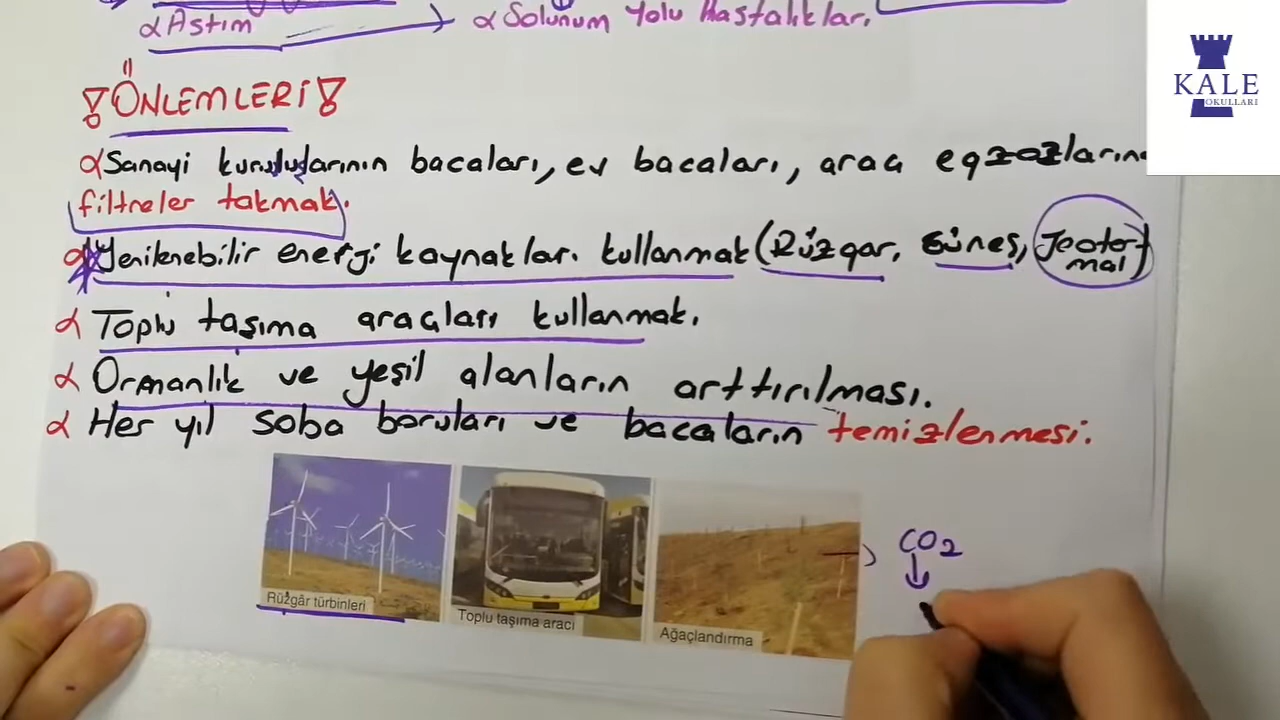 α Astım → α Solunum Yolu Hastalıkları.
! ÖNLEMLERİ !
α Sanayi kuruluşlarının bacaları, ev bacaları, araç egzozlarına
filtreler takmak.
α Yenilenebilir enerji kaynakları kullanmak (Rüzgar, Güneş, Jeotermal)
α Toplu taşıma araçları kullanmak.
α Ormanlık ve yeşil alanların arttırılması.
α Her yıl soba boruları ve bacaların temizlenmesi.
CO₂
Rüzgâr türbinleri
Toplu taşıma aracı
Ağaçlandırma
KALE
OKULLARI